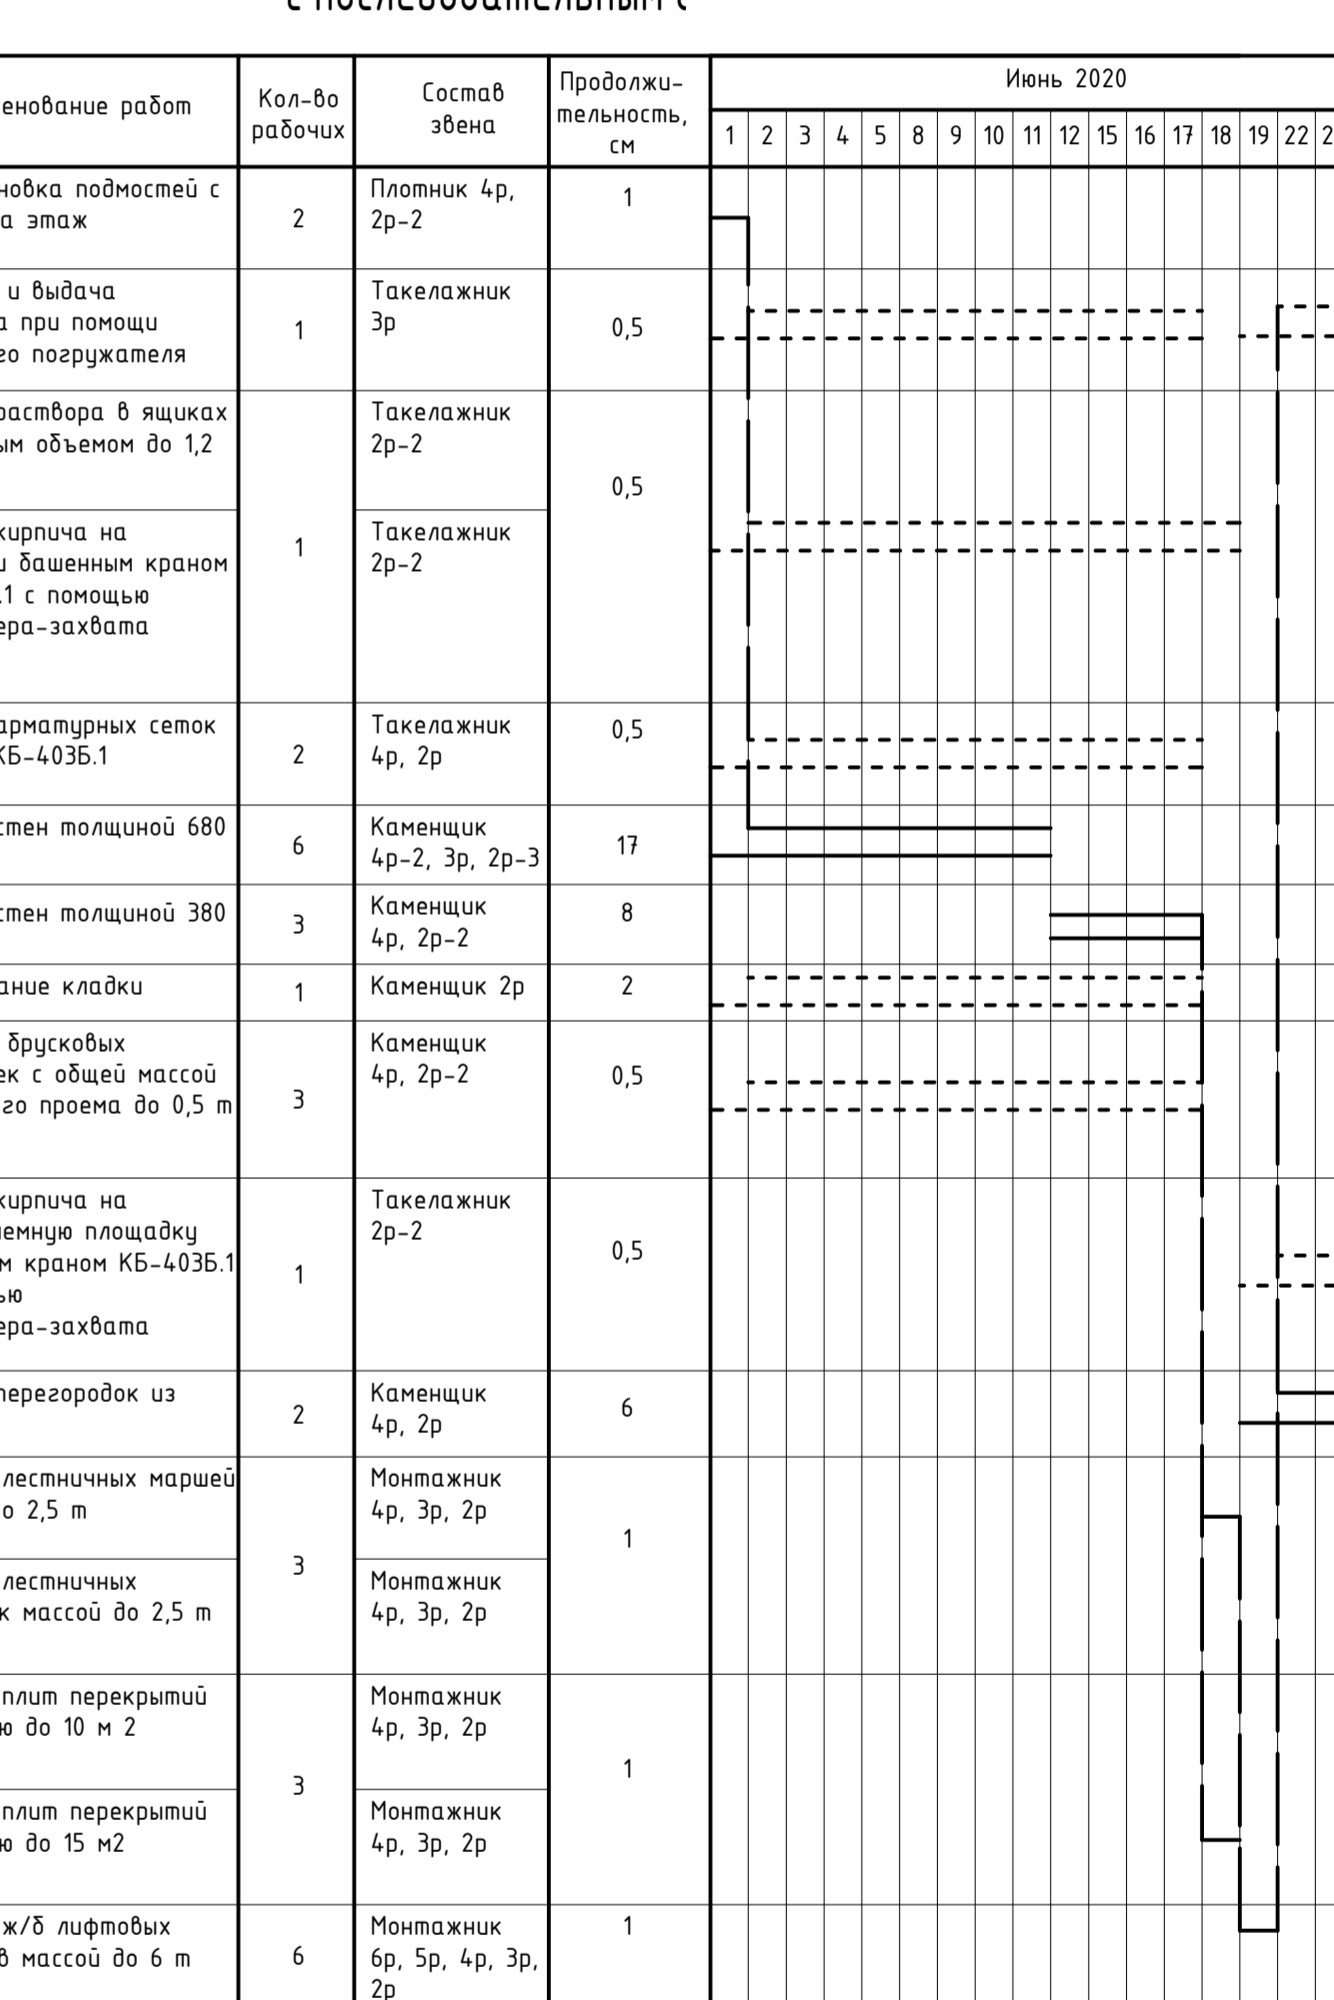 с последовательным с
енование работ
Кол-во
рабочих
Состав
звена
Продолжи-
тельность,
см
Июнь 2020
1 2 3 4 5 8 9 10 11 12 15 16 17 18 19 22 2
новка подмостей с
а этаж
2
Плотник 4р,
2р-2
1
и выдача
а при помощи
го погружателя
1
Такелажник
3р
0,5
раствора в ящиках
ым объемом до 1,2
Такелажник
2р-2
0,5
кирпича на
и башенным краном
.1 с помощью
ера-захвата
1
Такелажник
2р-2
арматурных сеток
КБ-403Б.1
2
Такелажник
4р, 2р
0,5
стен толщиной 680
6
Каменщик
4р-2, 3р, 2р-3
17
стен толщиной 380
3
Каменщик
4р, 2р-2
8
ание кладки
1
Каменщик 2р
2
брусковых
ек с общей массой
го проема до 0,5 т
3
Каменщик
4р, 2р-2
0,5
кирпича на
емную площадку
м краном КБ-403Б.1
ью
ера-захвата
1
Такелажник
2р-2
0,5
перегородок из
2
Каменщик
4р, 2р
6
лестничных маршей
о 2,5 т
3
Монтажник
4р, 3р, 2р
1
лестничных
к массой до 2,5 т
Монтажник
4р, 3р, 2р
плит перекрытий
ю до 10 м 2
3
Монтажник
4р, 3р, 2р
1
плит перекрытий
ю до 15 м2
Монтажник
4р, 3р, 2р
ж/б лифтовых
в массой до 6 т
6
Монтажник
6р, 5р, 4р, 3р,
2р
1